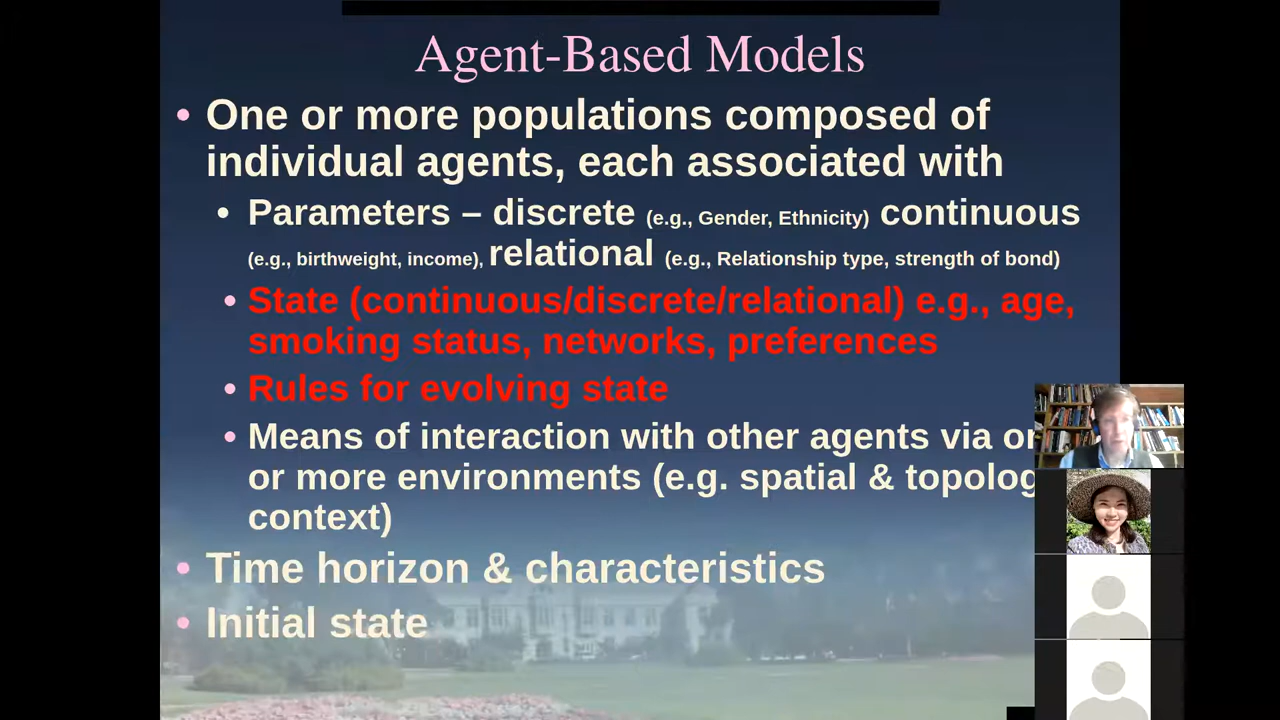 Agent-Based Models
• One or more populations composed of
individual agents, each associated with
• Parameters – discrete (e.g., Gender, Ethnicity) continuous
(e.g., birthweight, income), relational (e.g., Relationship type, strength of bond)
• State (continuous/discrete/relational) e.g., age,
smoking status, networks, preferences
• Rules for evolving state
• Means of interaction with other agents via
or more environments (e.g. spatial &
context)
• Time horizon & characteristics
• Initial state